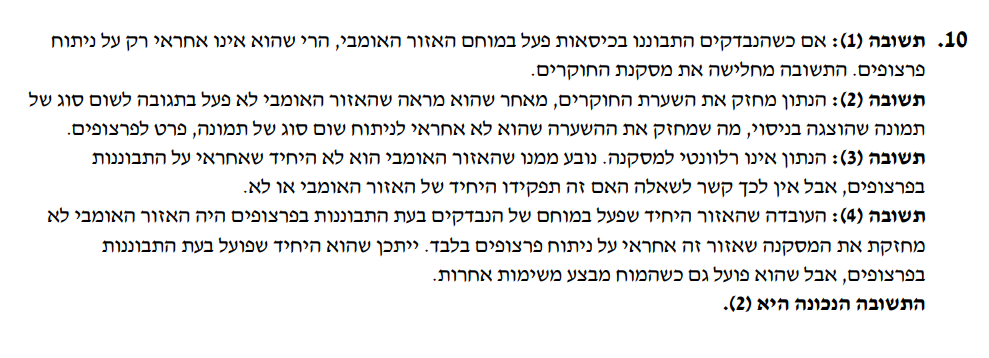 10. תשובה (1): אם כשהנבדקים התבוננו בכיסאות פעל במוחם האזור האומבי, הרי שהוא אינו אחראי רק על ניתוח
פרצופים. התשובה מחלישה את מסקנת החוקרים.
תשובה (2): הנתון מחזק את השערת החוקרים, מאחר שהוא מראה שהאזור האומבי לא פעל בתגובה לשום סוג של
תמונה שהוצגה בניסוי, מה שמחזק את ההשערה שהוא לא אחראי לניתוח שום סוג של תמונה, פרט לפרצופים.
תשובה (3): הנתון אינו רלוונטי למסקנה. נובע ממנו שהאזור האומבי הוא לא היחיד שאחראי על התבוננות
בפרצופים, אבל אין לכך קשר לשאלה האם זה תפקידו היחיד של האזור האומבי או לא.
תשובה (4): העובדה שהאזור היחיד שפעל במוחם של הנבדקים בעת התבוננות בפרצופים היה האזור האומבי לא
מחזקת את המסקנה שאזור זה אחראי על ניתוח פרצופים בלבד. ייתכן שהוא היחיד שפועל בעת התבוננות
בפרצופים, אבל שהוא פועל גם כשהמוח מבצע משימות אחרות.
התשובה הנכונה היא (2).